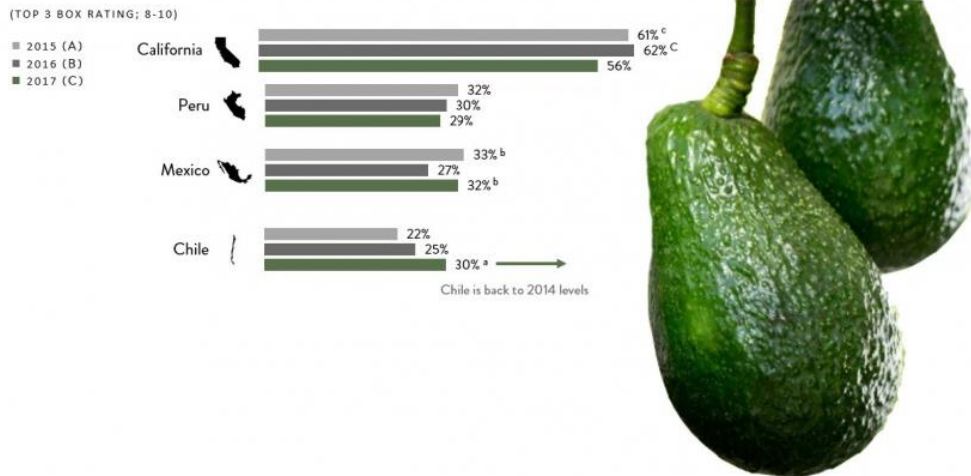 (TOP 3 BOX RATING; 8-10)
2015 (A)
2016 (B)
2017 (C)
California
61% c
62% C
56%
Peru
32%
30%
29%
Mexico
33% b
27%
32% b
Chile
22%
25%
30% a
Chile is back to 2014 levels